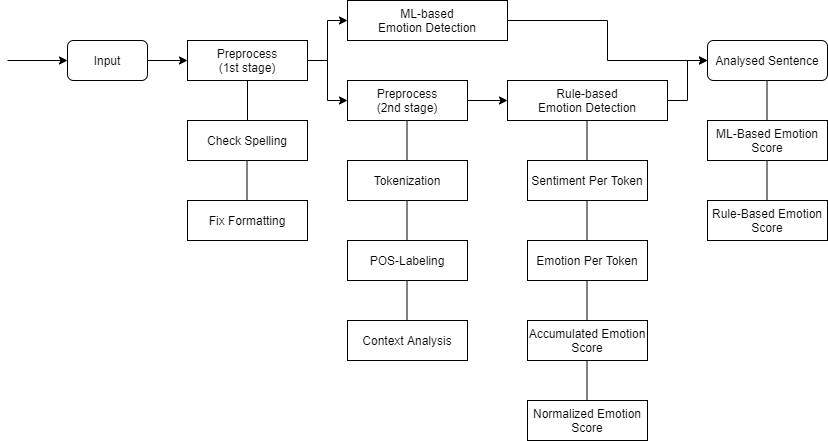 ML-based
Emotion Detection
Input
Preprocess
(1st stage)
Analysed Sentence
Preprocess
(2nd stage)
Rule-based
Emotion Detection
Check Spelling
ML-Based Emotion
Score
Tokenization
Sentiment Per Token
Fix Formatting
Rule-Based Emotion
Score
POS-Labeling
Emotion Per Token
Context Analysis
Accumulated Emotion
Score
Normalized Emotion
Score